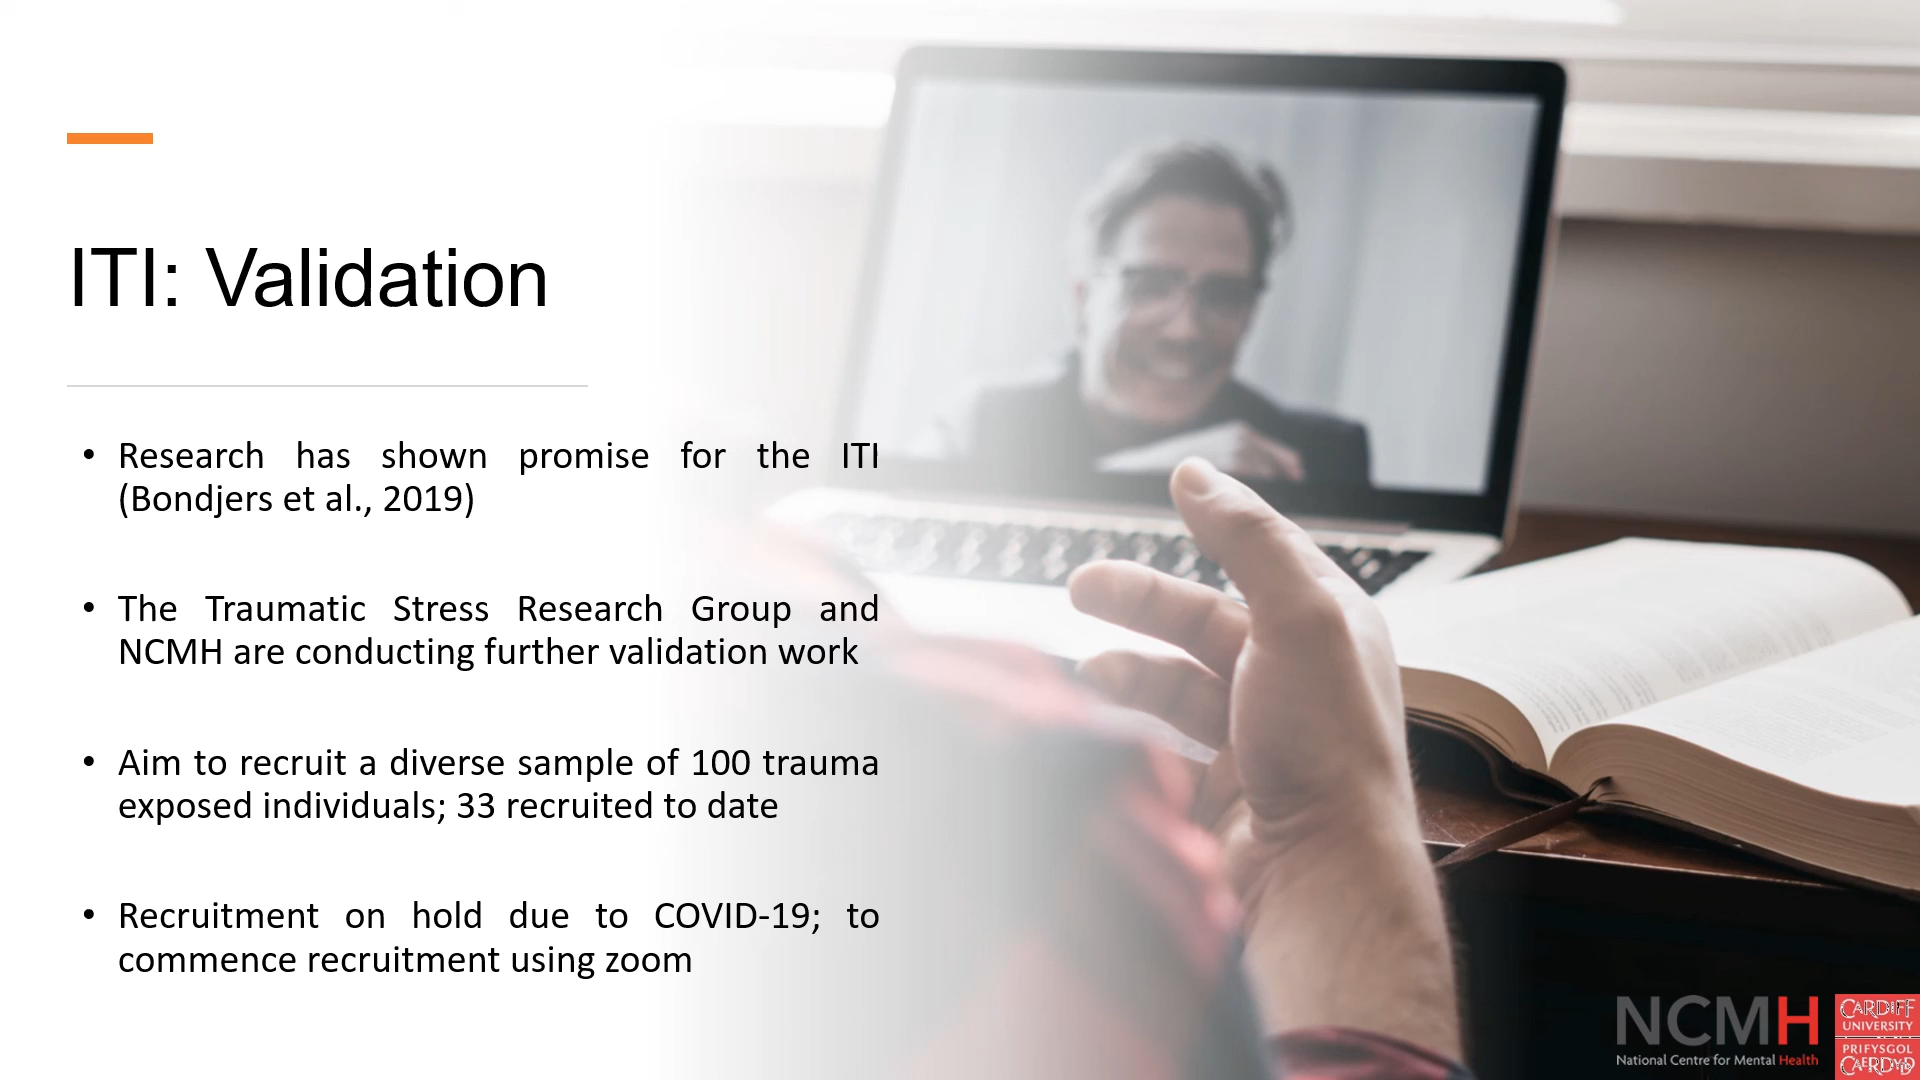 ITI: Validation
• Research has shown promise for the ITI
(Bondjers et al., 2019)
• The Traumatic Stress Research Group and
NCMH are conducting further validation work
• Aim to recruit a diverse sample of 100 trauma
exposed individuals; 33 recruited to date
• Recruitment on hold due to COVID-19; to
commence recruitment using zoom
NCMH
National Centre for Mental Health
CARDIFF
UNIVERSITY
PRIFYSGOL
CAERDYDD